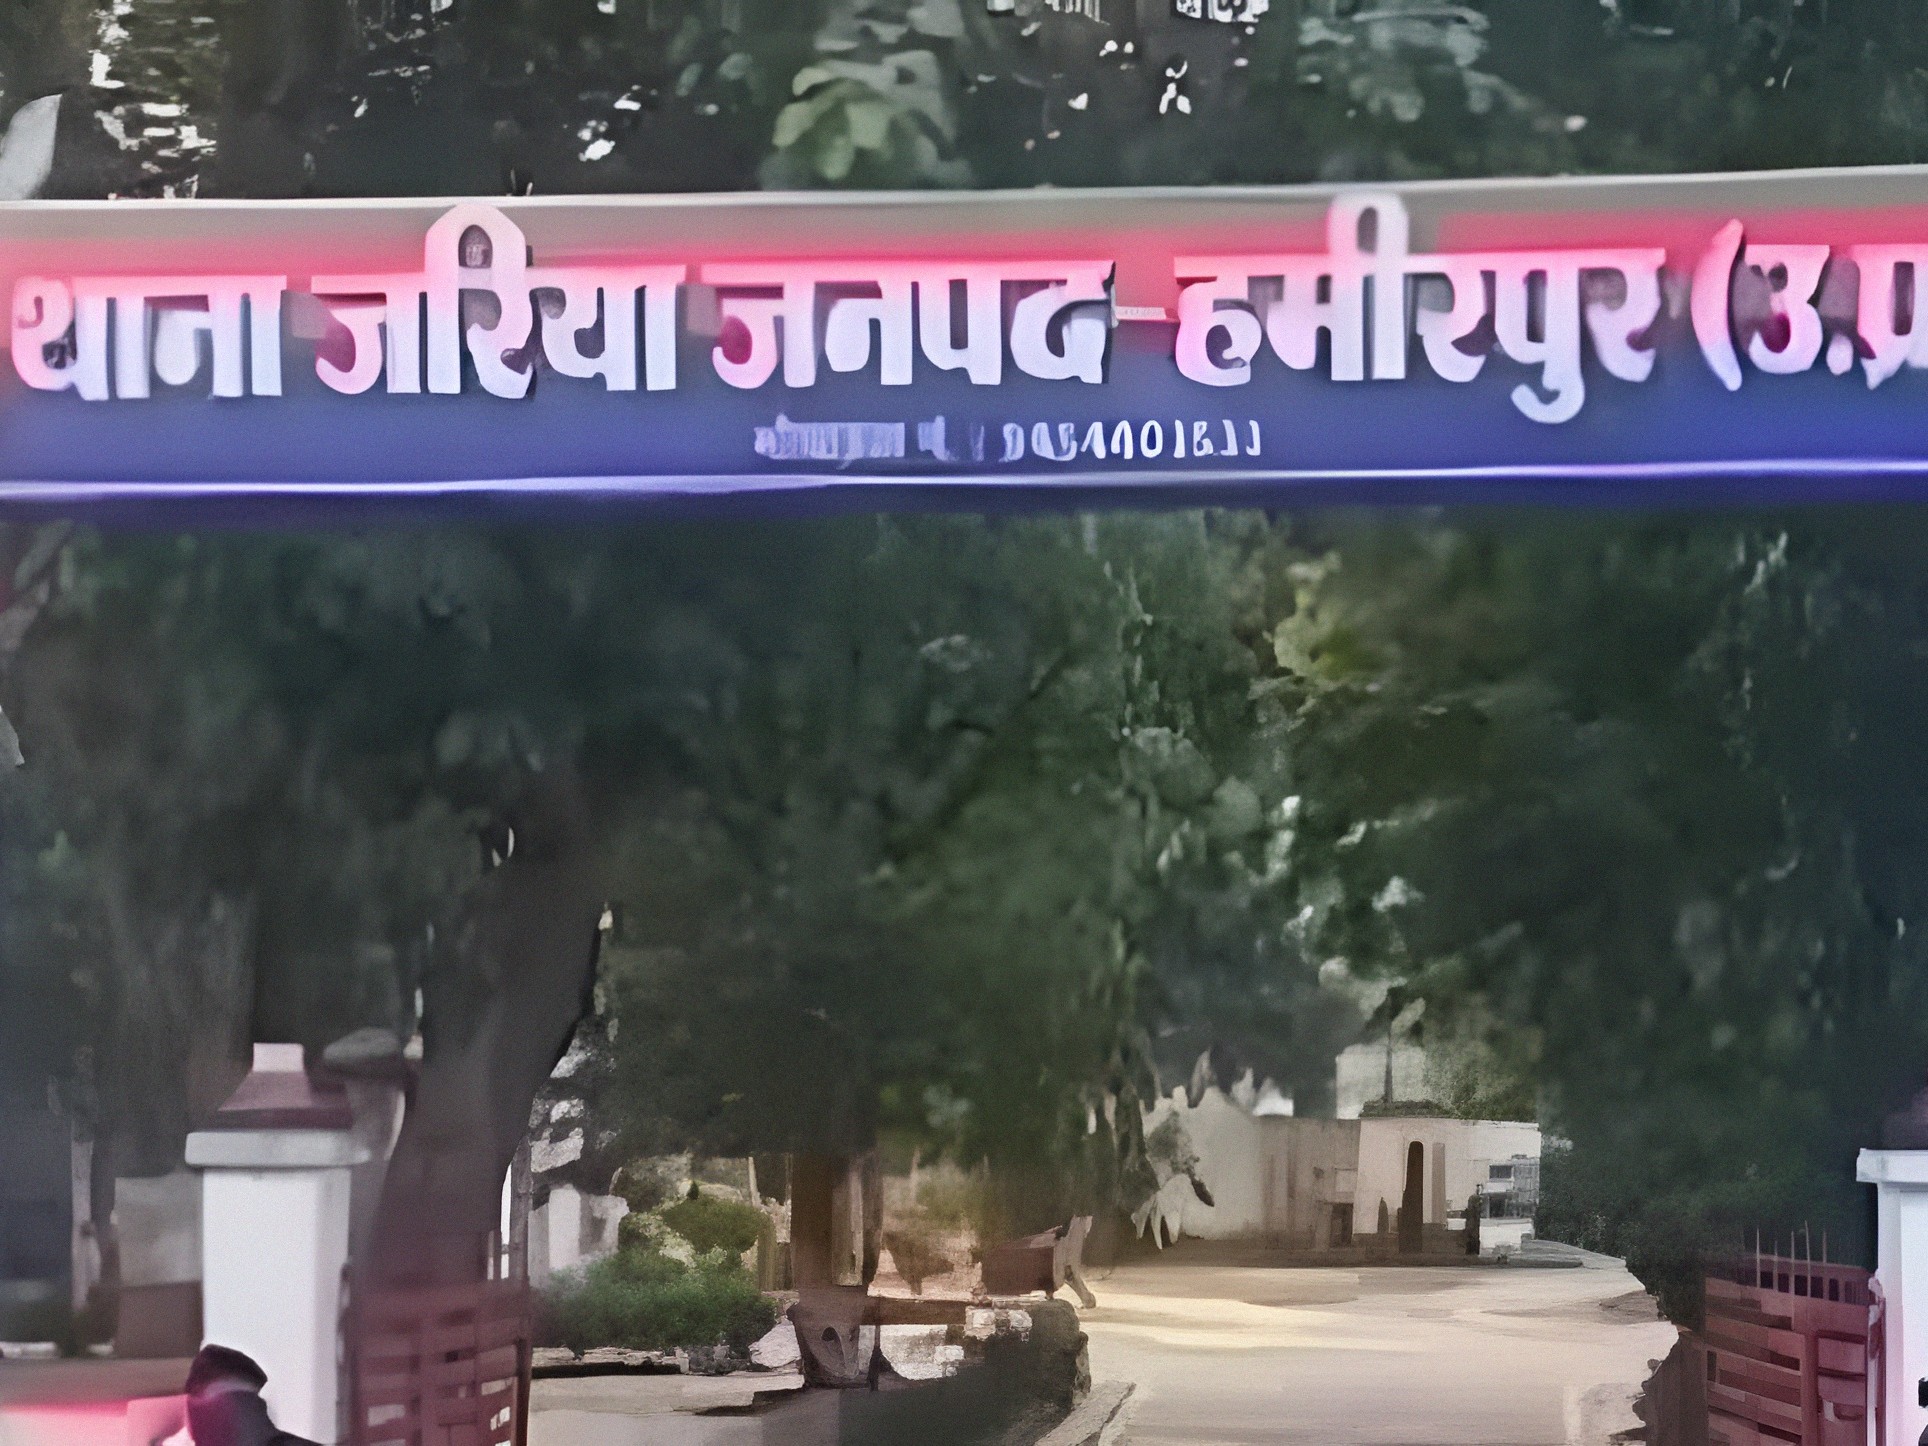 थाना जरिया जनपद-हमीरपुर (उ.प्र